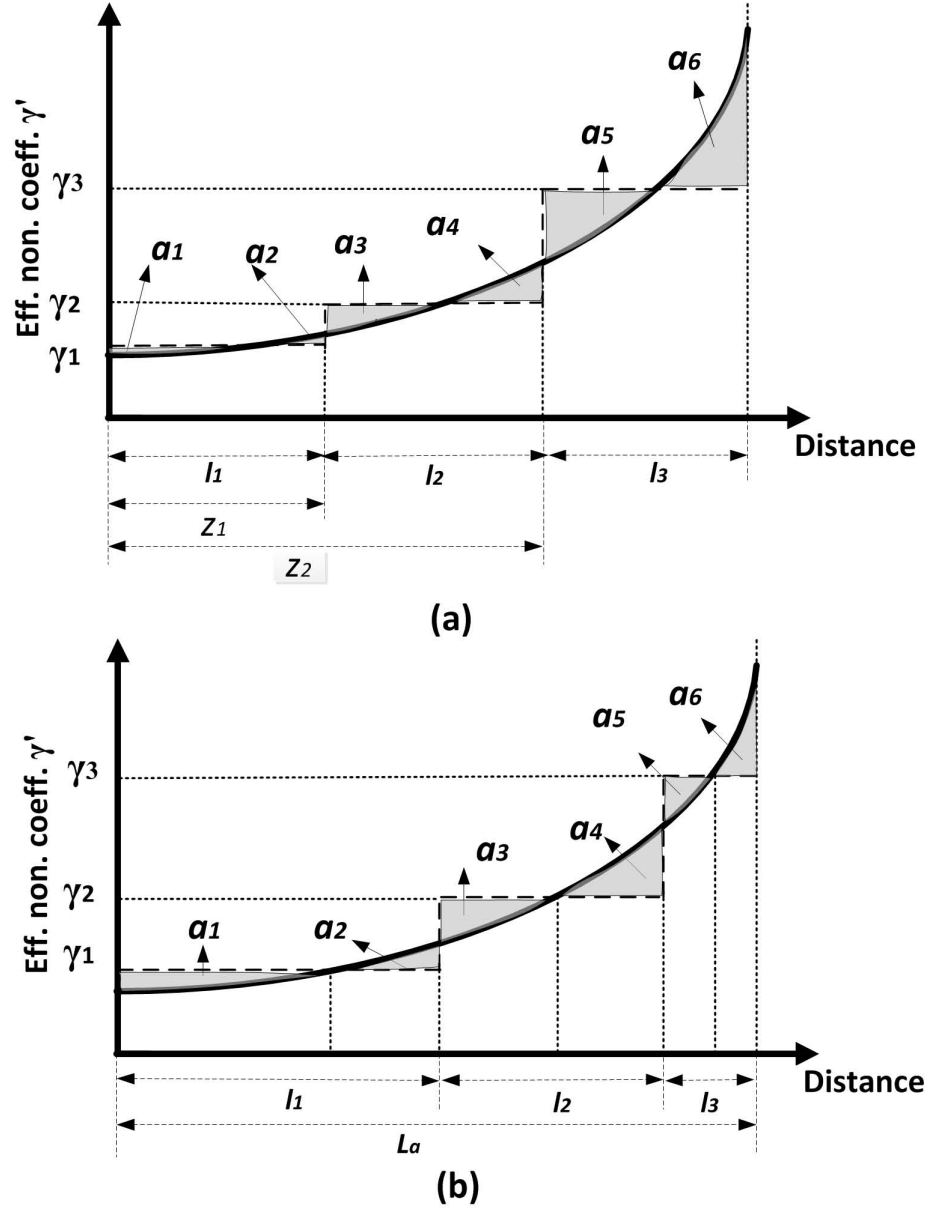 Eff. non. coeff. γ'
a6
a5
γ3
a4
a3
a2
a1
γ2
γ1
Distance
l1 l2 l3
Z1
Z2
(a)
Eff. non. coeff. γ'
a6
a5
γ3
a4
a3
γ2
a1
a2
γ1
Distance
l1 l2 l3
La
(b)